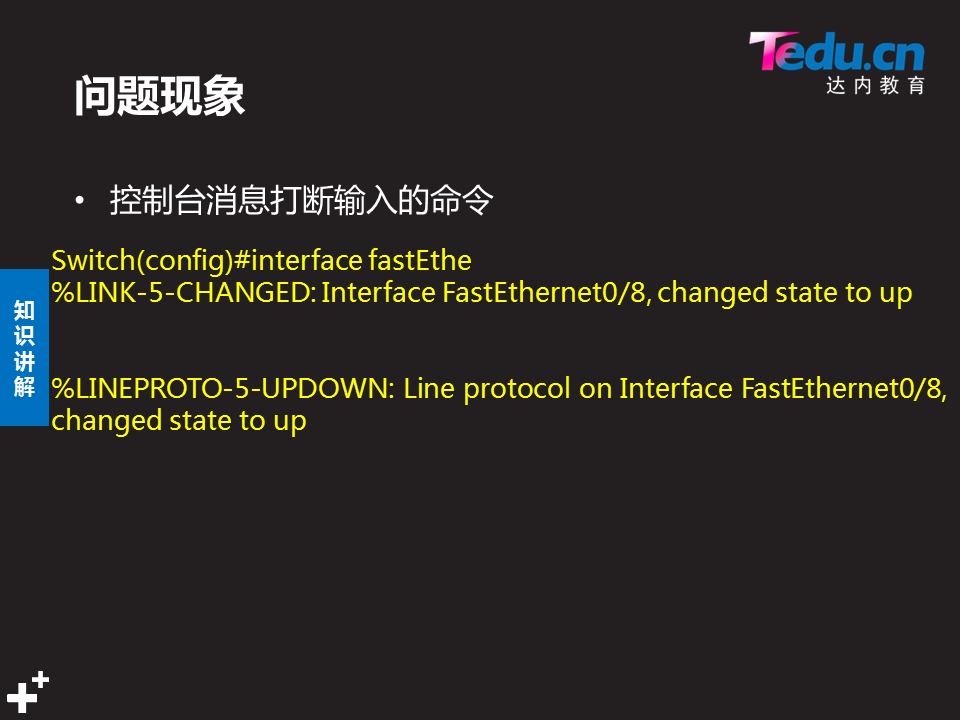 Tedu.cn
达内教育
问题现象
• 控制台消息打断输入的命令
Switch(config)#interface fastEthe
%LINK-5-CHANGED: Interface FastEthernet0/8, changed state to up
%LINEPROTO-5-UPDOWN: Line protocol on Interface FastEthernet0/8,
changed state to up
知
识
讲
解